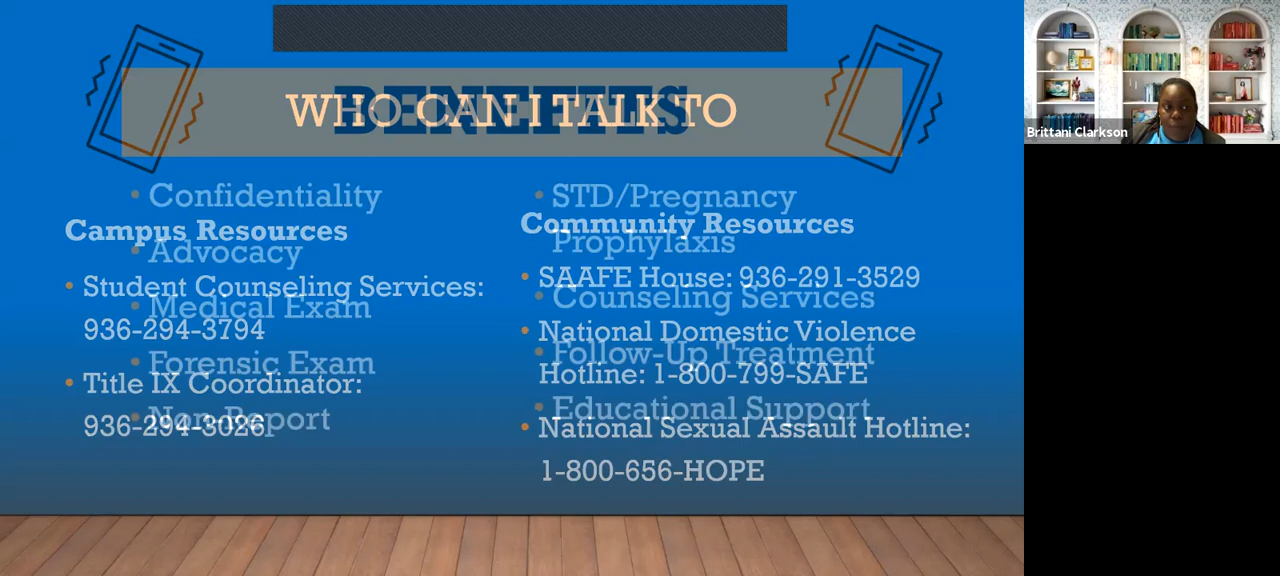 BENEFITS
WHO CAN I TALK TO
• Confidentiality
• Advocacy
• Medical Exam
• Forensic Exam
• Non-Report
• STD/Pregnancy
Prophylaxis
• Counseling Services
• Follow-Up Treatment
• Educational Support
Campus Resources
• Student Counseling Services:
936-294-3794
• Title IX Coordinator:
936-294-3026
Community Resources
• SAAFE House: 936-291-3529
• National Domestic Violence
Hotline: 1-800-799-SAFE
• National Sexual Assault Hotline:
1-800-656-HOPE
Brittani Clarkson